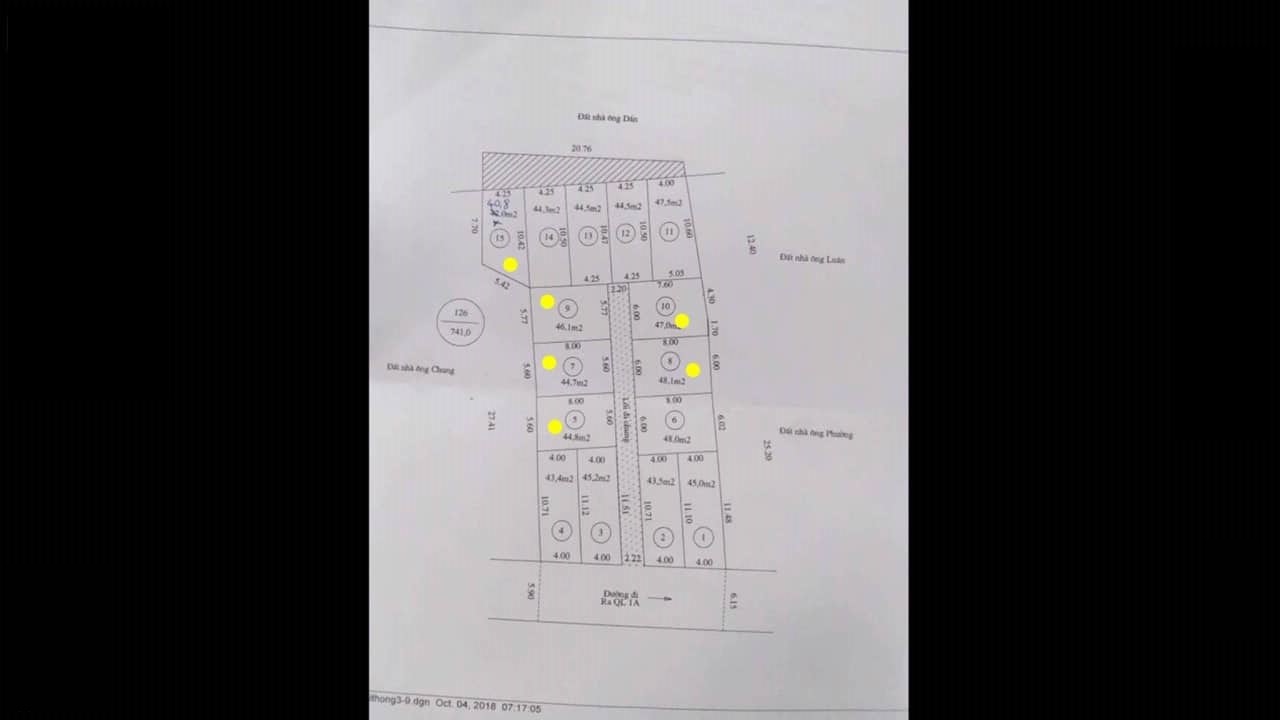 Đất nhà ông Dấn
20.76
4.25 4.25 4.25 4.25 4.00
40,8
44,3m2 44,5m2 44,5m2 47,5m2
7.70 15 10.42 14 10.50 13 10.47 12 10.50 11 10.60
12.40
Đất nhà ông Luân
5.42
4.25 4.25 5.05
2.20 7.60
4.30
5.77 9 5.77 6.00 10
46,1m2 47,0m2
1.70
126
741,0
8.00 8.00
5.60 7 5.60 6.00 8 6.00
44,7m2 48,1m2
Đất nhà ông Chung
8.00 8.00
27.41 5.60 5 5.60 Lối đi chung 6.00 6 6.02
44,8m2 48,0m2
Đất nhà ông Phường
25.20
4.00 4.00 4.00 4.00
43,4m2 45,2m2 43,5m2 45,0m2
10.71 11.12 11.51 10.71 11.10 11.48
4 3 2 1
4.00 4.00 2.22 4.00 4.00
5.90 6.15
Đường đi
Ra QL 1A
thong3-9.dgn Oct. 04, 2018 07:17:05